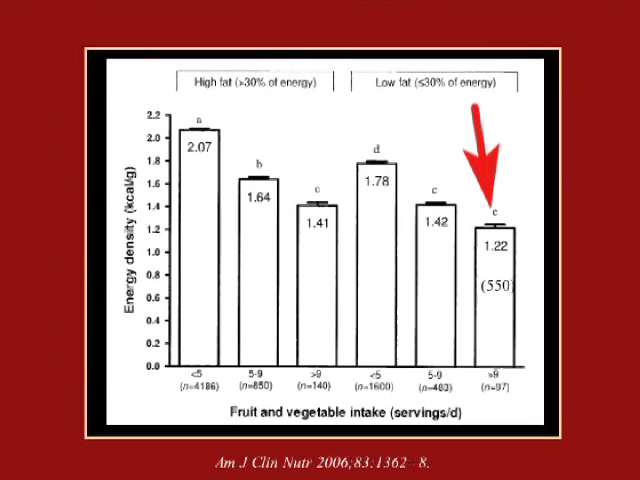 High fat (>30% of energy) Low fat (≤30% of energy)
Energy density (kcal/g)
2.2
2.0
1.8
1.6
1.4
1.2
1.0
0.8
0.6
0.4
0.2
0.0
a b c d c e
2.07 1.64 1.41 1.78 1.42 1.22
(550)
<5 5-9 >9 <5 5-9 >9
(n=4186) (n=850) (n=140) (n=1600) (n=483) (n=97)
Fruit and vegetable intake (servings/d)
Am J Clin Nutr 2006;83:1362–8.